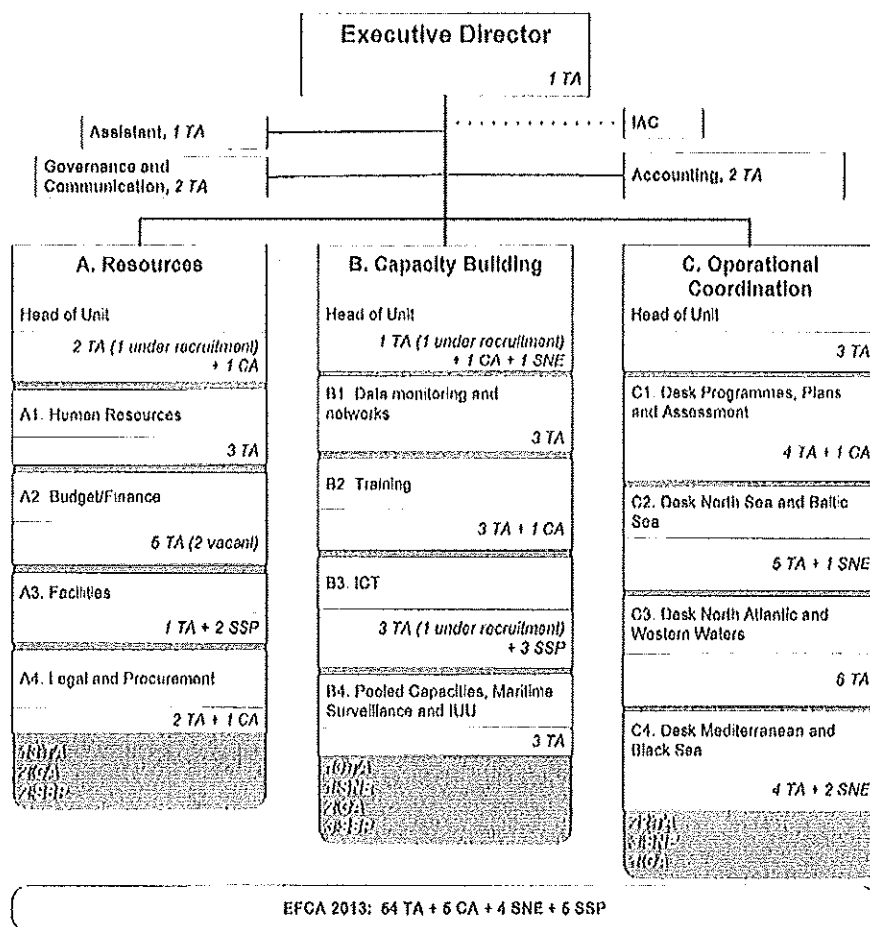 Executive Director
1 TA
Assistant, 1 TA
IAC
Governance and
Communication, 2 TA
Accounting, 2 TA
A. Resources
Head of Unit
2 TA (1 under recruitment)
+ 1 CA
A1. Human Resources
3 TA
A2 Budget/Finance
5 TA (2 vacant)
A3. Facilities
1 TA + 2 SSP
A4. Legal and Procurement
2 TA + 1 CA
B. Capacity Building
Head of Unit
1 TA (1 under recruitment)
+ 1 CA + 1 SNE
B1 Data monitoring and
networks
3 TA
B2 Training
3 TA + 1 CA
B3. ICT
3 TA (1 under recruitment)
+ 3 SSP
B4. Pooled Capacities, Maritime
Surveillance and IUU
3 TA
C. Operational
Coordination
Head of Unit
3 TA
C1. Desk Programmes, Plans
and Assessment
4 TA + 1 CA
C2. Desk North Sea and Baltic
Sea
5 TA + 1 SNE
C3. Desk North Atlantic and
Western Waters
6 TA
C4. Desk Mediterranean and
Black Sea
4 TA + 2 SNE
EFCA 2013: 54 TA + 5 CA + 4 SNE + 5 SSP